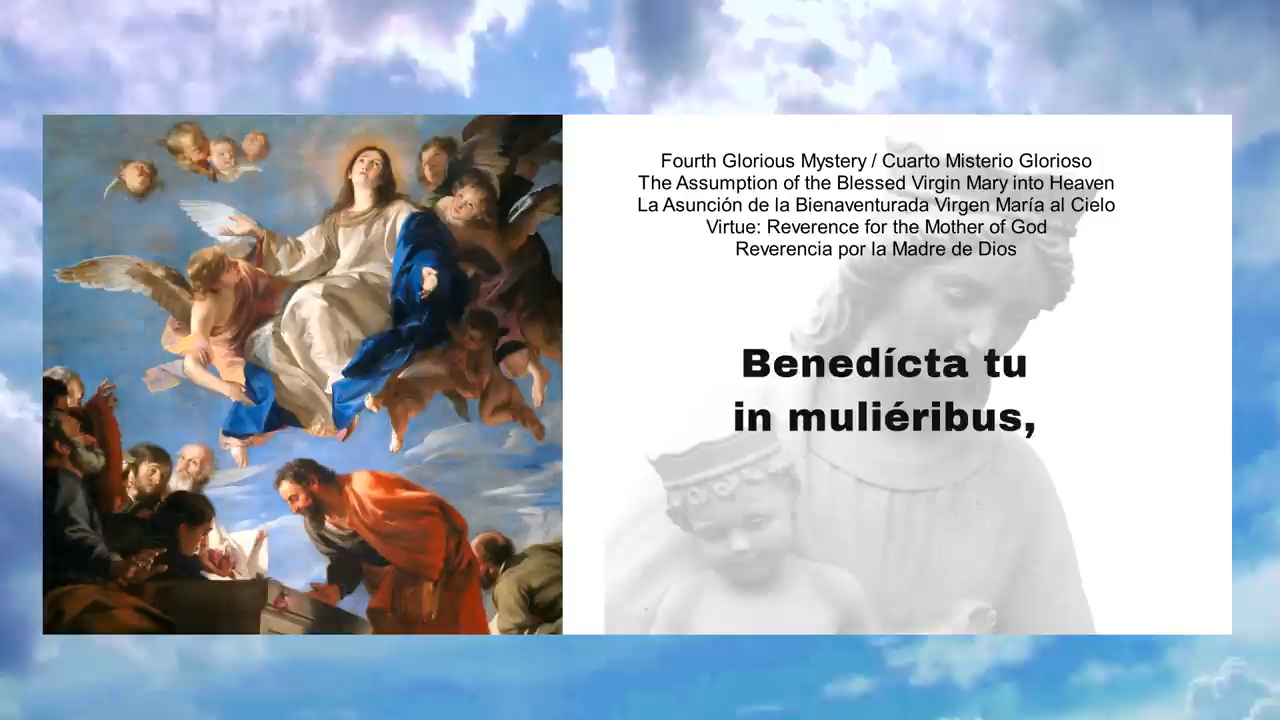 Fourth Glorious Mystery / Cuarto Misterio Glorioso
The Assumption of the Blessed Virgin Mary into Heaven
La Asunción de la Bienaventurada Virgen María al Cielo
Virtue: Reverence for the Mother of God
Reverencia por la Madre de Dios
Benedícta tu
in muliéribus,